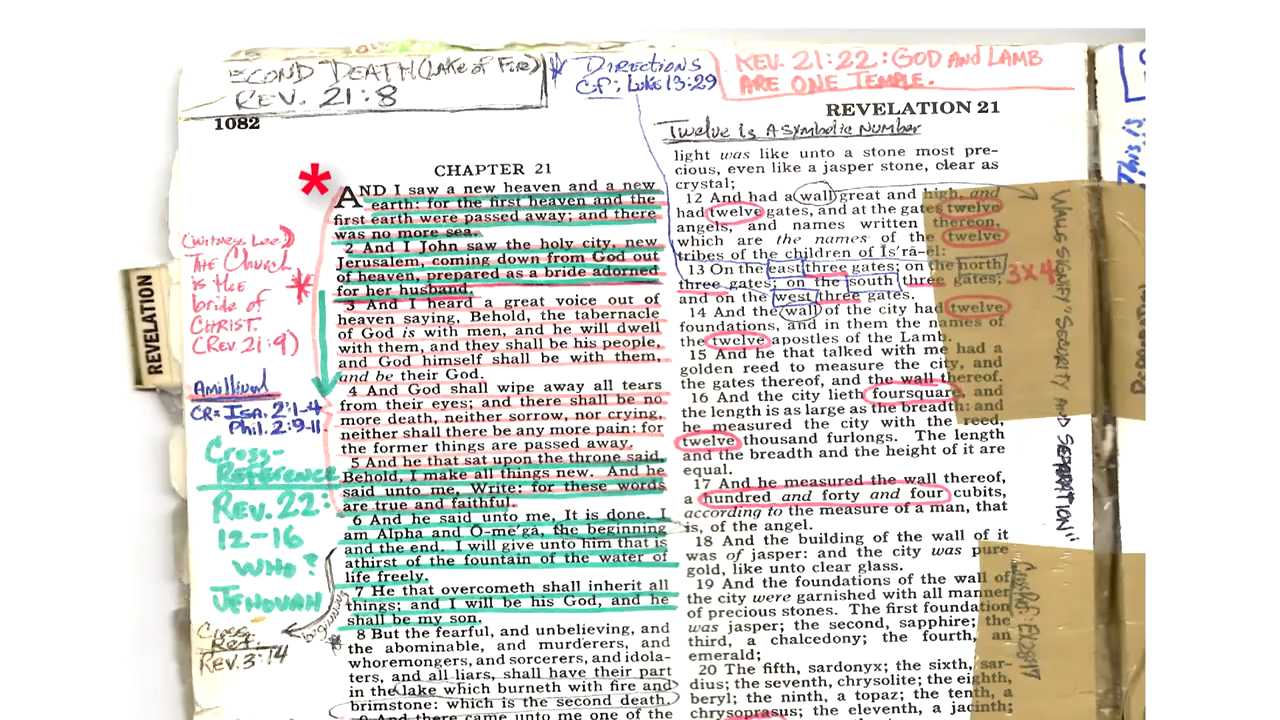 ECOND DEATH (Lake of Fire)
REV. 21:8
DIRECTIONS
CF: Luke 13:29
REV. 21:22: GOD AND LAMB
ARE ONE TEMPLE.
1082
REVELATION 21
Twelve is A Symbolic Number
CHAPTER 21
AND I saw a new heaven and a new
earth: for the first heaven and the
first earth were passed away; and there
was no more sea.
2 And I John saw the holy city, new
Jerusalem, coming down from God out
of heaven, prepared as a bride adorned
for her husband.
3 And I heard a great voice out of
heaven saying, Behold, the tabernacle
of God is with men, and he will dwell
with them, and they shall be his people,
and God himself shall be with them,
and be their God.
4 And God shall wipe away all tears
from their eyes; and there shall be no
more death, neither sorrow, nor crying,
neither shall there be any more pain: for
the former things are passed away.
5 And he that sat upon the throne said,
Behold, I make all things new. And he
said unto me, Write: for these words
are true and faithful.
6 And he said unto me, It is done. I
am Alpha and Ō-mē'gȧ, the beginning
and the end. I will give unto him that is
athirst of the fountain of the water of
life freely.
7 He that overcometh shall inherit all
things; and I will be his God, and he
shall be my son.
8 But the fearful, and unbelieving, and
the abominable, and murderers, and
whoremongers, and sorcerers, and idola-
ters, and all liars, shall have their part
in the lake which burneth with fire and
brimstone: which is the second death.
9 And there came unto me one of the
light was like unto a stone most pre-
cious, even like a jasper stone, clear as
crystal;
12 And had a wall great and high, and
had twelve gates, and at the gates twelve
angels, and names written thereon,
which are the names of the twelve
tribes of the children of Ĭs'rā-ĕl:
13 On the east three gates; on the north
three gates; on the south three gates;
and on the west three gates.
14 And the wall of the city had twelve
foundations, and in them the names of
the twelve apostles of the Lamb.
15 And he that talked with me had a
golden reed to measure the city, and
the gates thereof, and the wall thereof.
16 And the city lieth foursquare, and
the length is as large as the breadth: and
he measured the city with the reed,
twelve thousand furlongs. The length
and the breadth and the height of it are
equal.
17 And he measured the wall thereof,
a hundred and forty and four cubits,
according to the measure of a man, that
is, of the angel.
18 And the building of the wall of it
was of jasper: and the city was pure
gold, like unto clear glass.
19 And the foundations of the wall of
the city were garnished with all manner
of precious stones. The first foundation
was jasper; the second, sapphire; the
third, a chalcedony; the fourth, an
emerald;
20 The fifth, sardonyx; the sixth, sar-
dius; the seventh, chrysolite; the eighth,
beryl; the ninth, a topaz; the tenth, a
chrysoprasus; the eleventh, a jacinth;
(Witness Lee:)
THE Church
is the
bride of
CHRIST.
(Rev. 21:9)
Amillinial
CR= Isa. 2:1-4
Phil. 2:9-11
Cross-
Reference
Rev. 22:
12-16
WHO?
JEHOVAH
Cross
Ref
Rev. 3:14
beginning
REVELATION
3x4
WALLS SIGNIFY "SECURITY AND SEPARATION"
This is